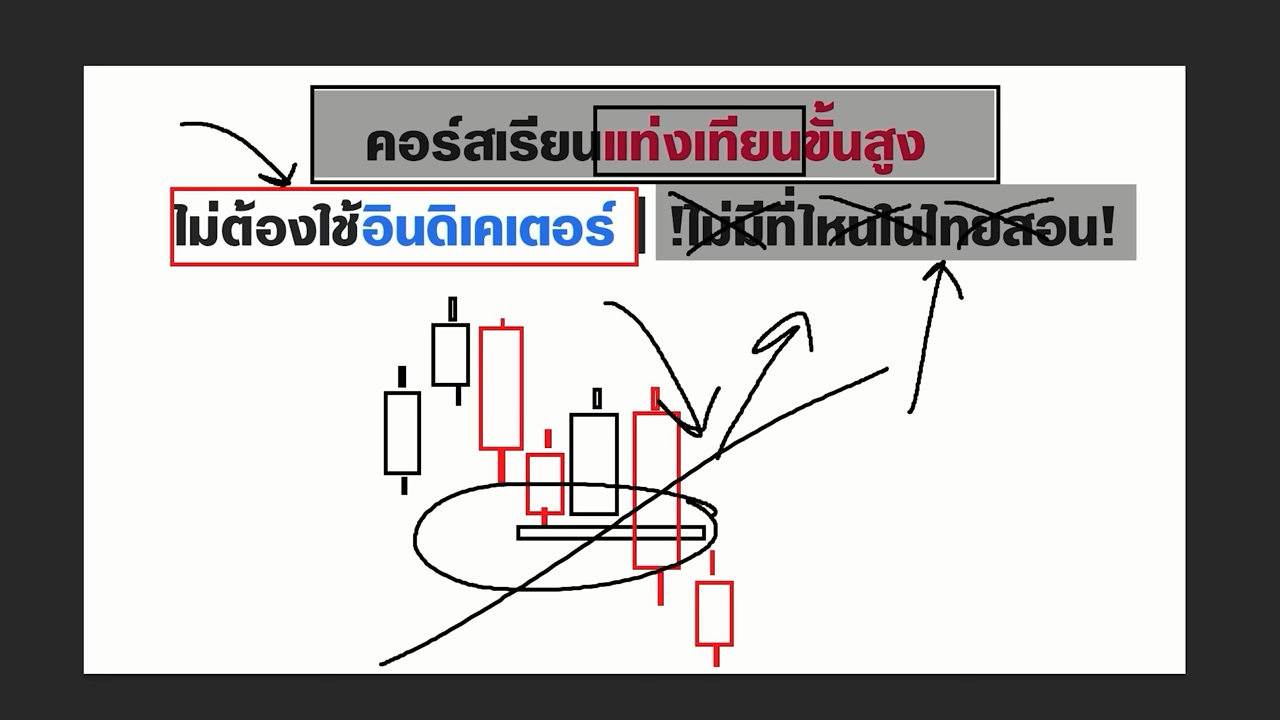 คอร์สเรียนแท่งเทียนขั้นสูง
ไม่ต้องใช้อินดิเคเตอร์ | !ไม่มีที่ไหนในไทยสอน!